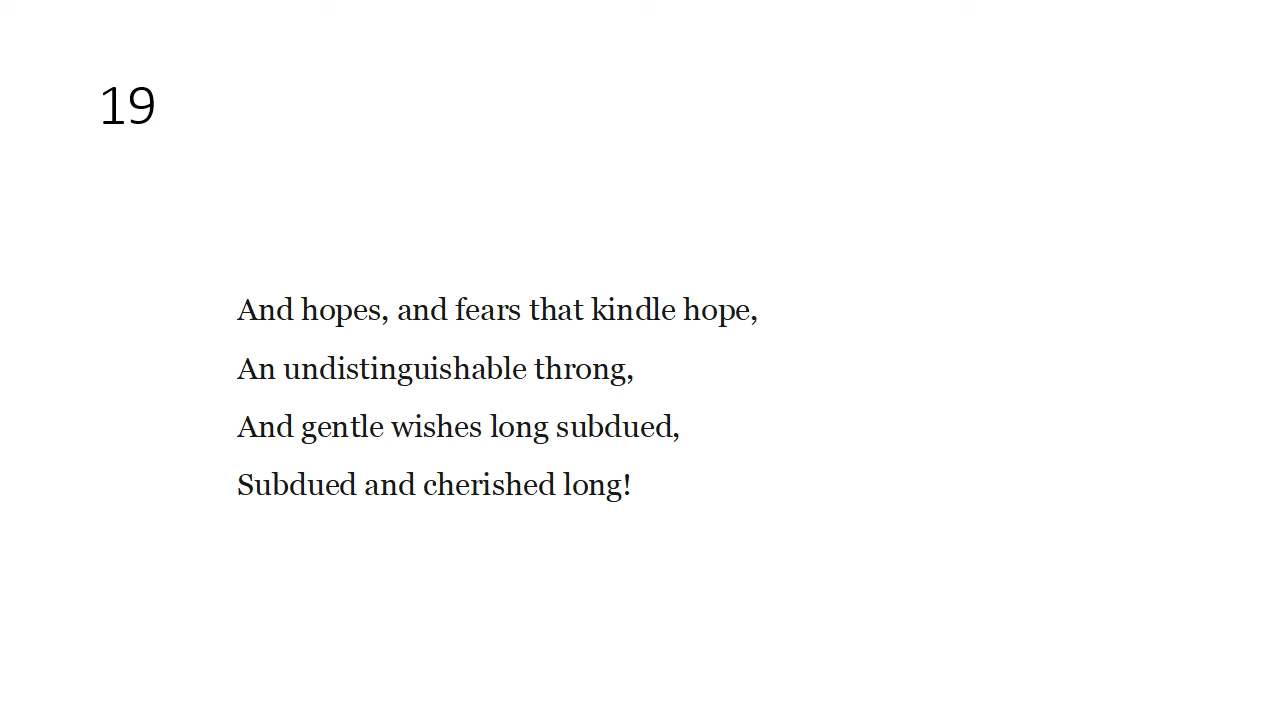 19
And hopes, and fears that kindle hope,
An undistinguishable throng,
And gentle wishes long subdued,
Subdued and cherished long!